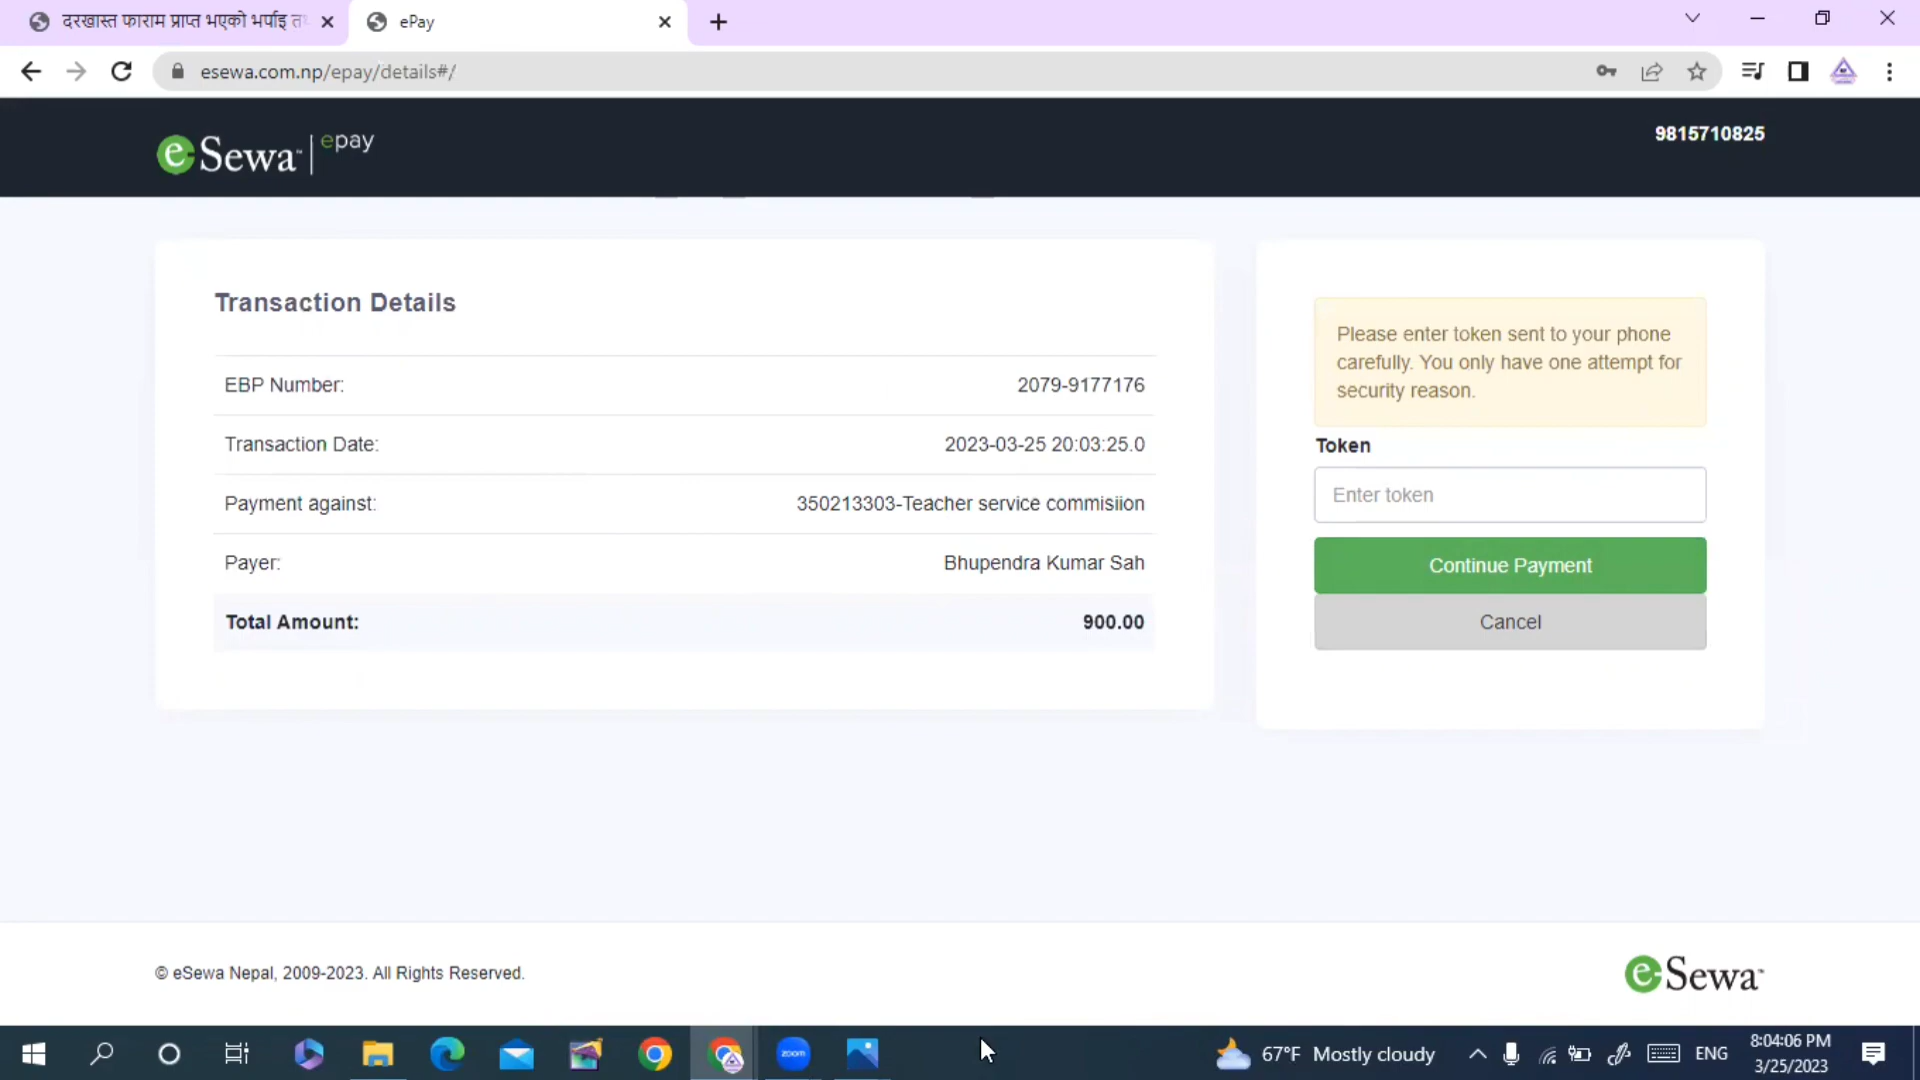 दरखास्त फाराम प्राप्त भएको भर्पाइ
ePay
esewa.com.np/epay/details#/
e Sewa epay
9815710825
Transaction Details
EBP Number: 2079-9177176
Transaction Date: 2023-03-25 20:03:25.0
Payment against: 350213303-Teacher service commisiion
Payer: Bhupendra Kumar Sah
Total Amount: 900.00
Please enter token sent to your phone
carefully. You only have one attempt for
security reason.
Token
Enter token
Continue Payment
Cancel
© eSewa Nepal, 2009-2023. All Rights Reserved.
e Sewa
zoom
67°F Mostly cloudy
ENG
8:04:06 PM
3/25/2023